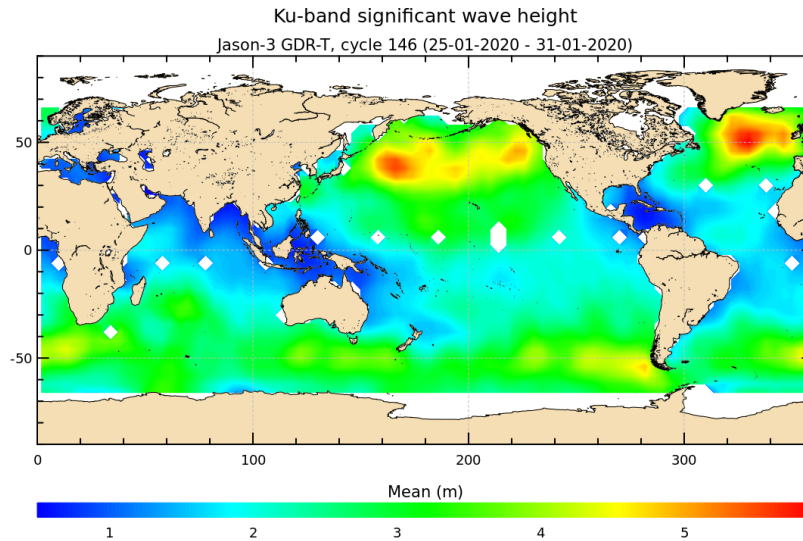 Ku-band significant wave height
Jason-3 GDR-T, cycle 146 (25-01-2020 - 31-01-2020)
50
0
-50
0 100 200 300
Mean (m)
1 2 3 4 5